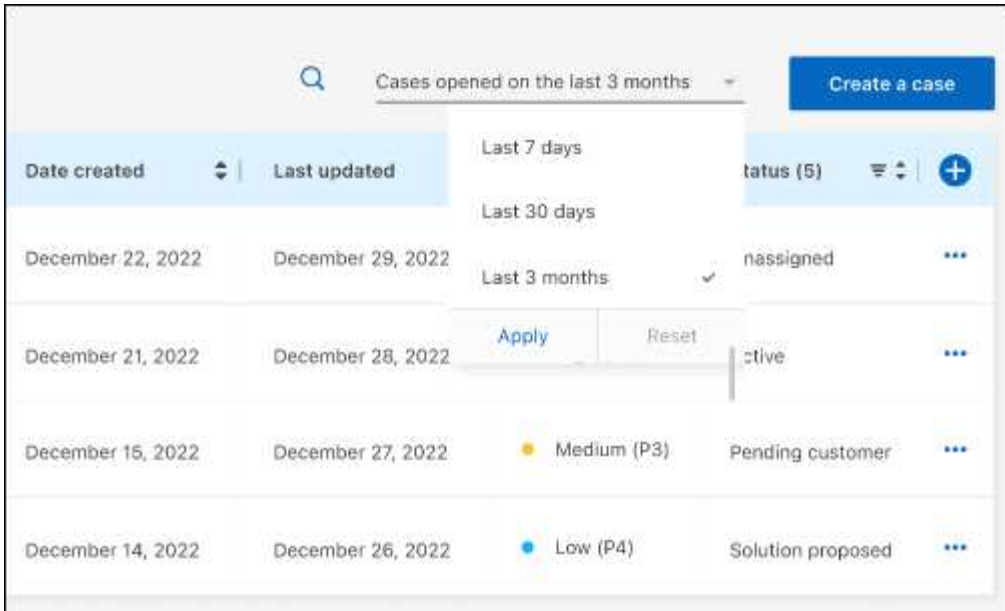 Cases opened on the last 3 months
Create a case
Date created
Last updated
Last 7 days
tatus (5)
Last 30 days
December 22, 2022
December 29, 2022
Last 3 months
nassigned
Apply
Reset
December 21, 2022
December 28, 2022
ctive
December 15, 2022
December 27, 2022
Medium (P3)
Pending customer
December 14, 2022
December 26, 2022
Low (P4)
Solution proposed